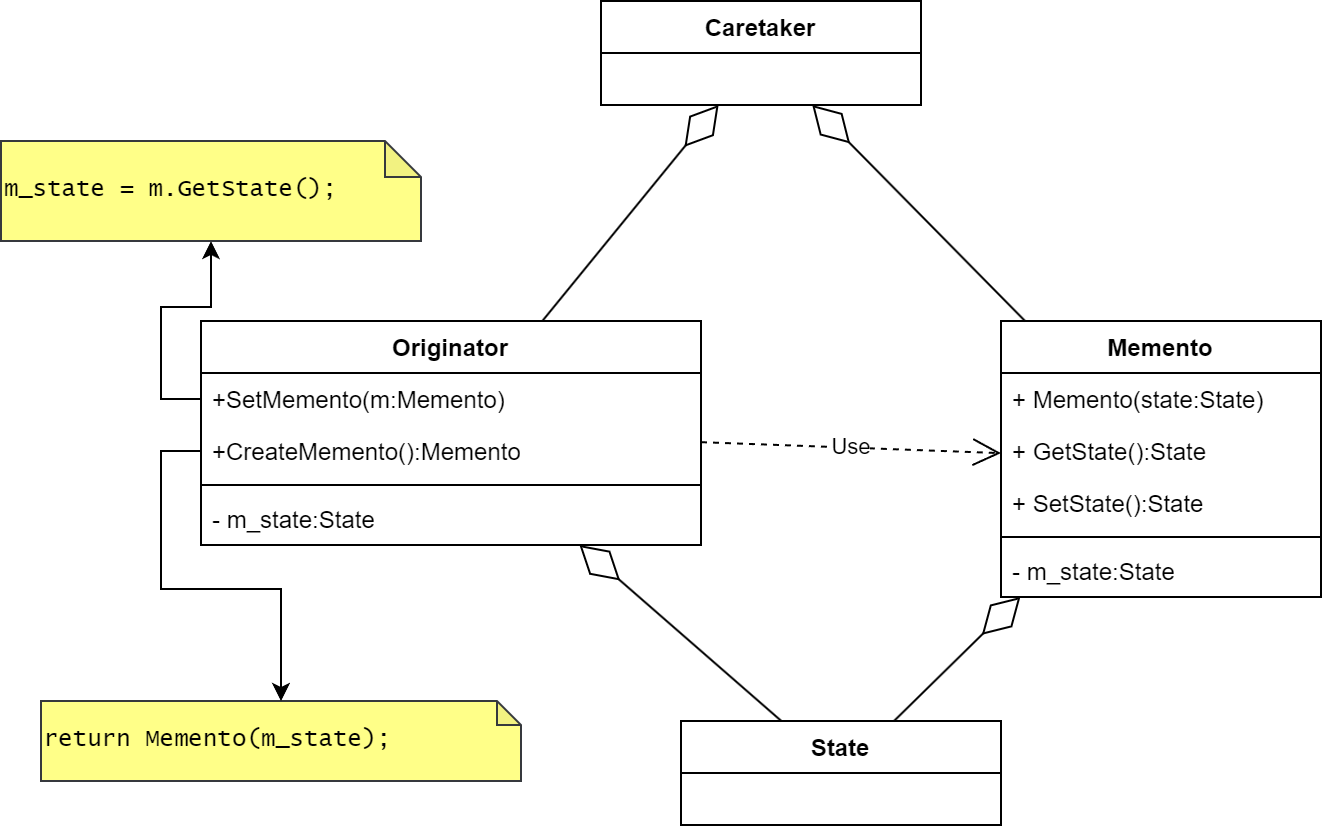 Caretaker
m_state = m.GetState();
Originator
+SetMemento(m:Memento)
+CreateMemento():Memento
- m_state:State
Use
Memento
+ Memento(state:State)
+ GetState():State
+ SetState():State
- m_state:State
return Memento(m_state);
State